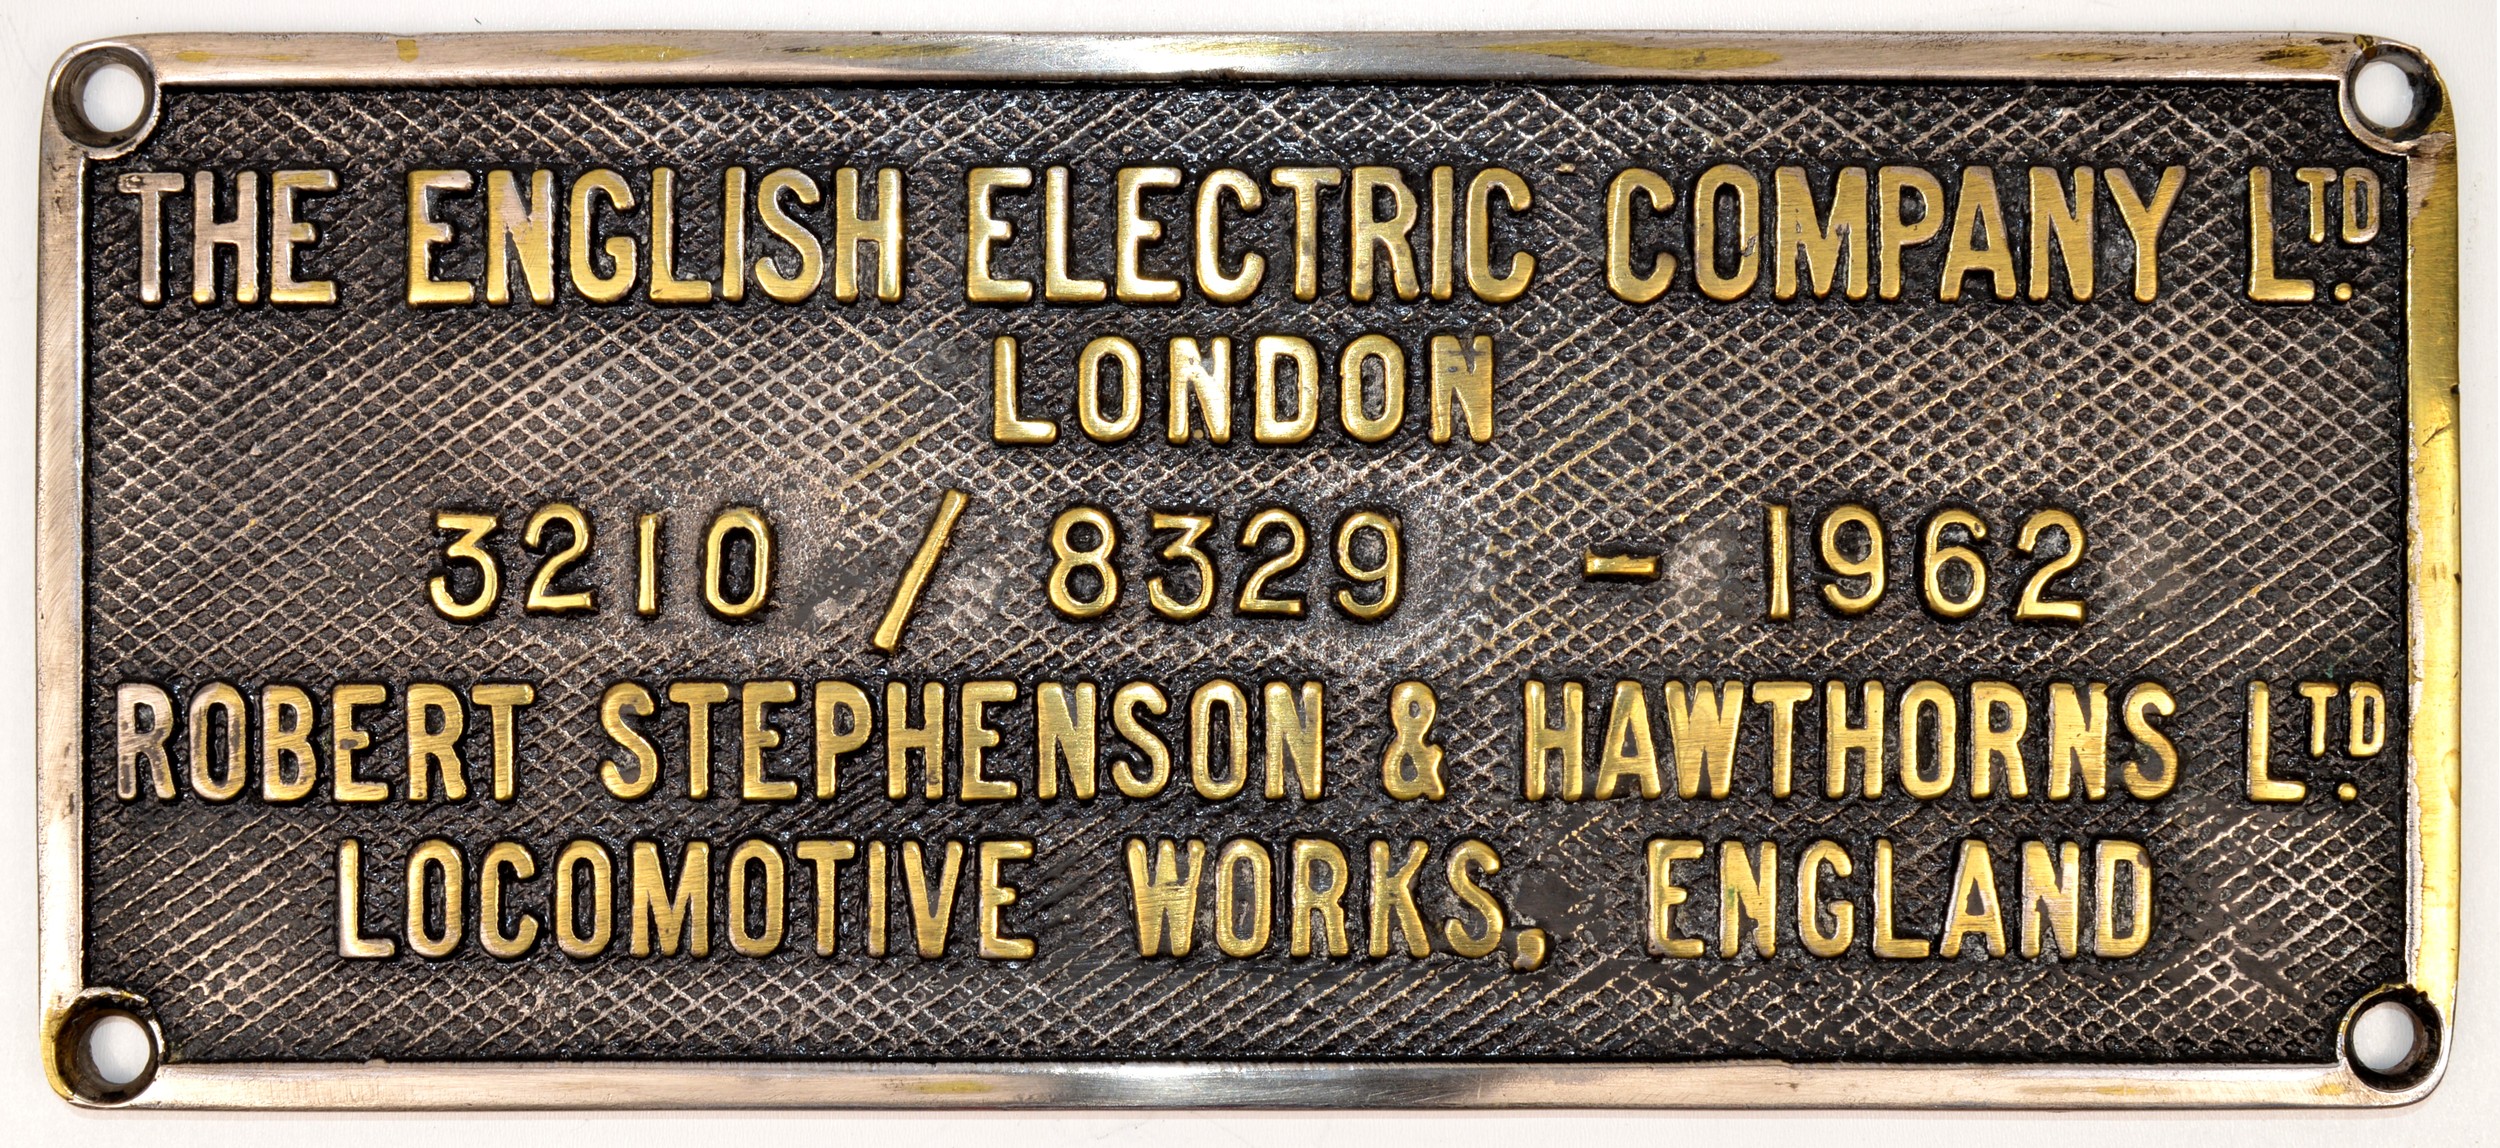 THE ENGLISH ELECTRIC COMPANY LTD.
LONDON
3210 / 8329 - 1962
ROBERT STEPHENSON & HAWTHORNS LTD.
LOCOMOTIVE WORKS, ENGLAND